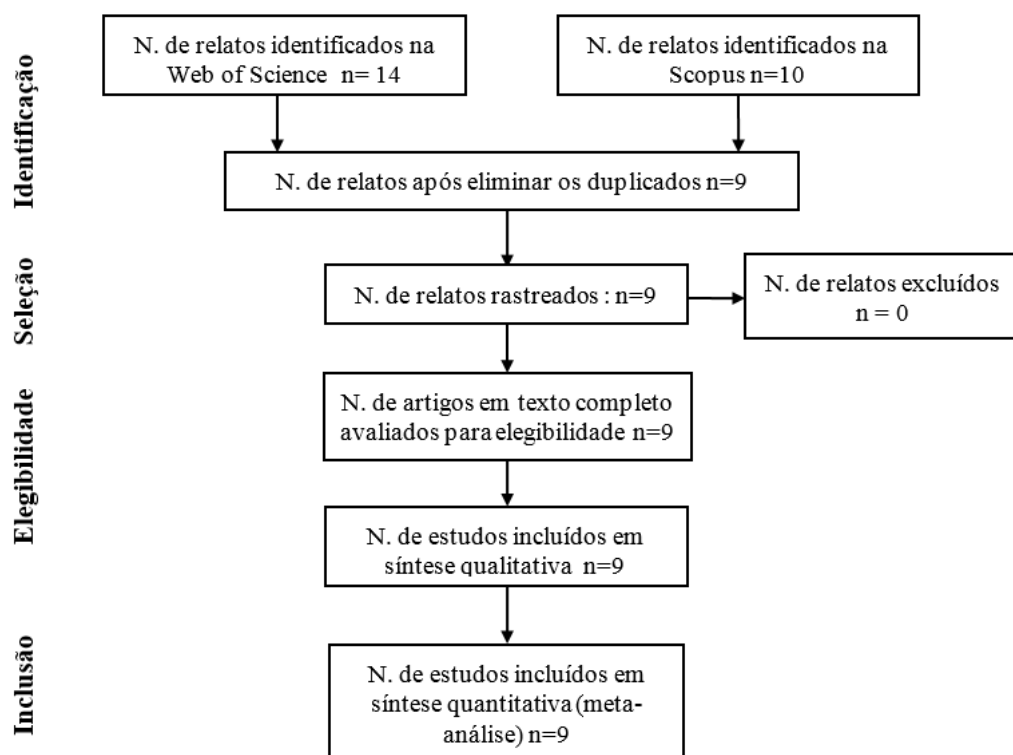 Identificação
N. de relatos identificados na
Web of Science n= 14
N. de relatos identificados na
Scopus n=10
N. de relatos após eliminar os duplicados n=9
Seleção
N. de relatos rastreados : n=9
N. de relatos excluídos
n = 0
Elegibilidade
N. de artigos em texto completo
avaliados para elegibilidade n=9
N. de estudos incluídos em
síntese qualitativa n=9
Inclusão
N. de estudos incluídos em
síntese quantitativa (meta-
análise) n=9